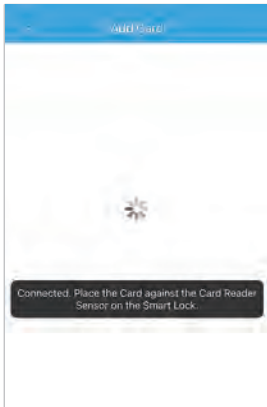 Add Card
Connected. Place the Card against the Card Reader
Sensor on the Smart Lock.